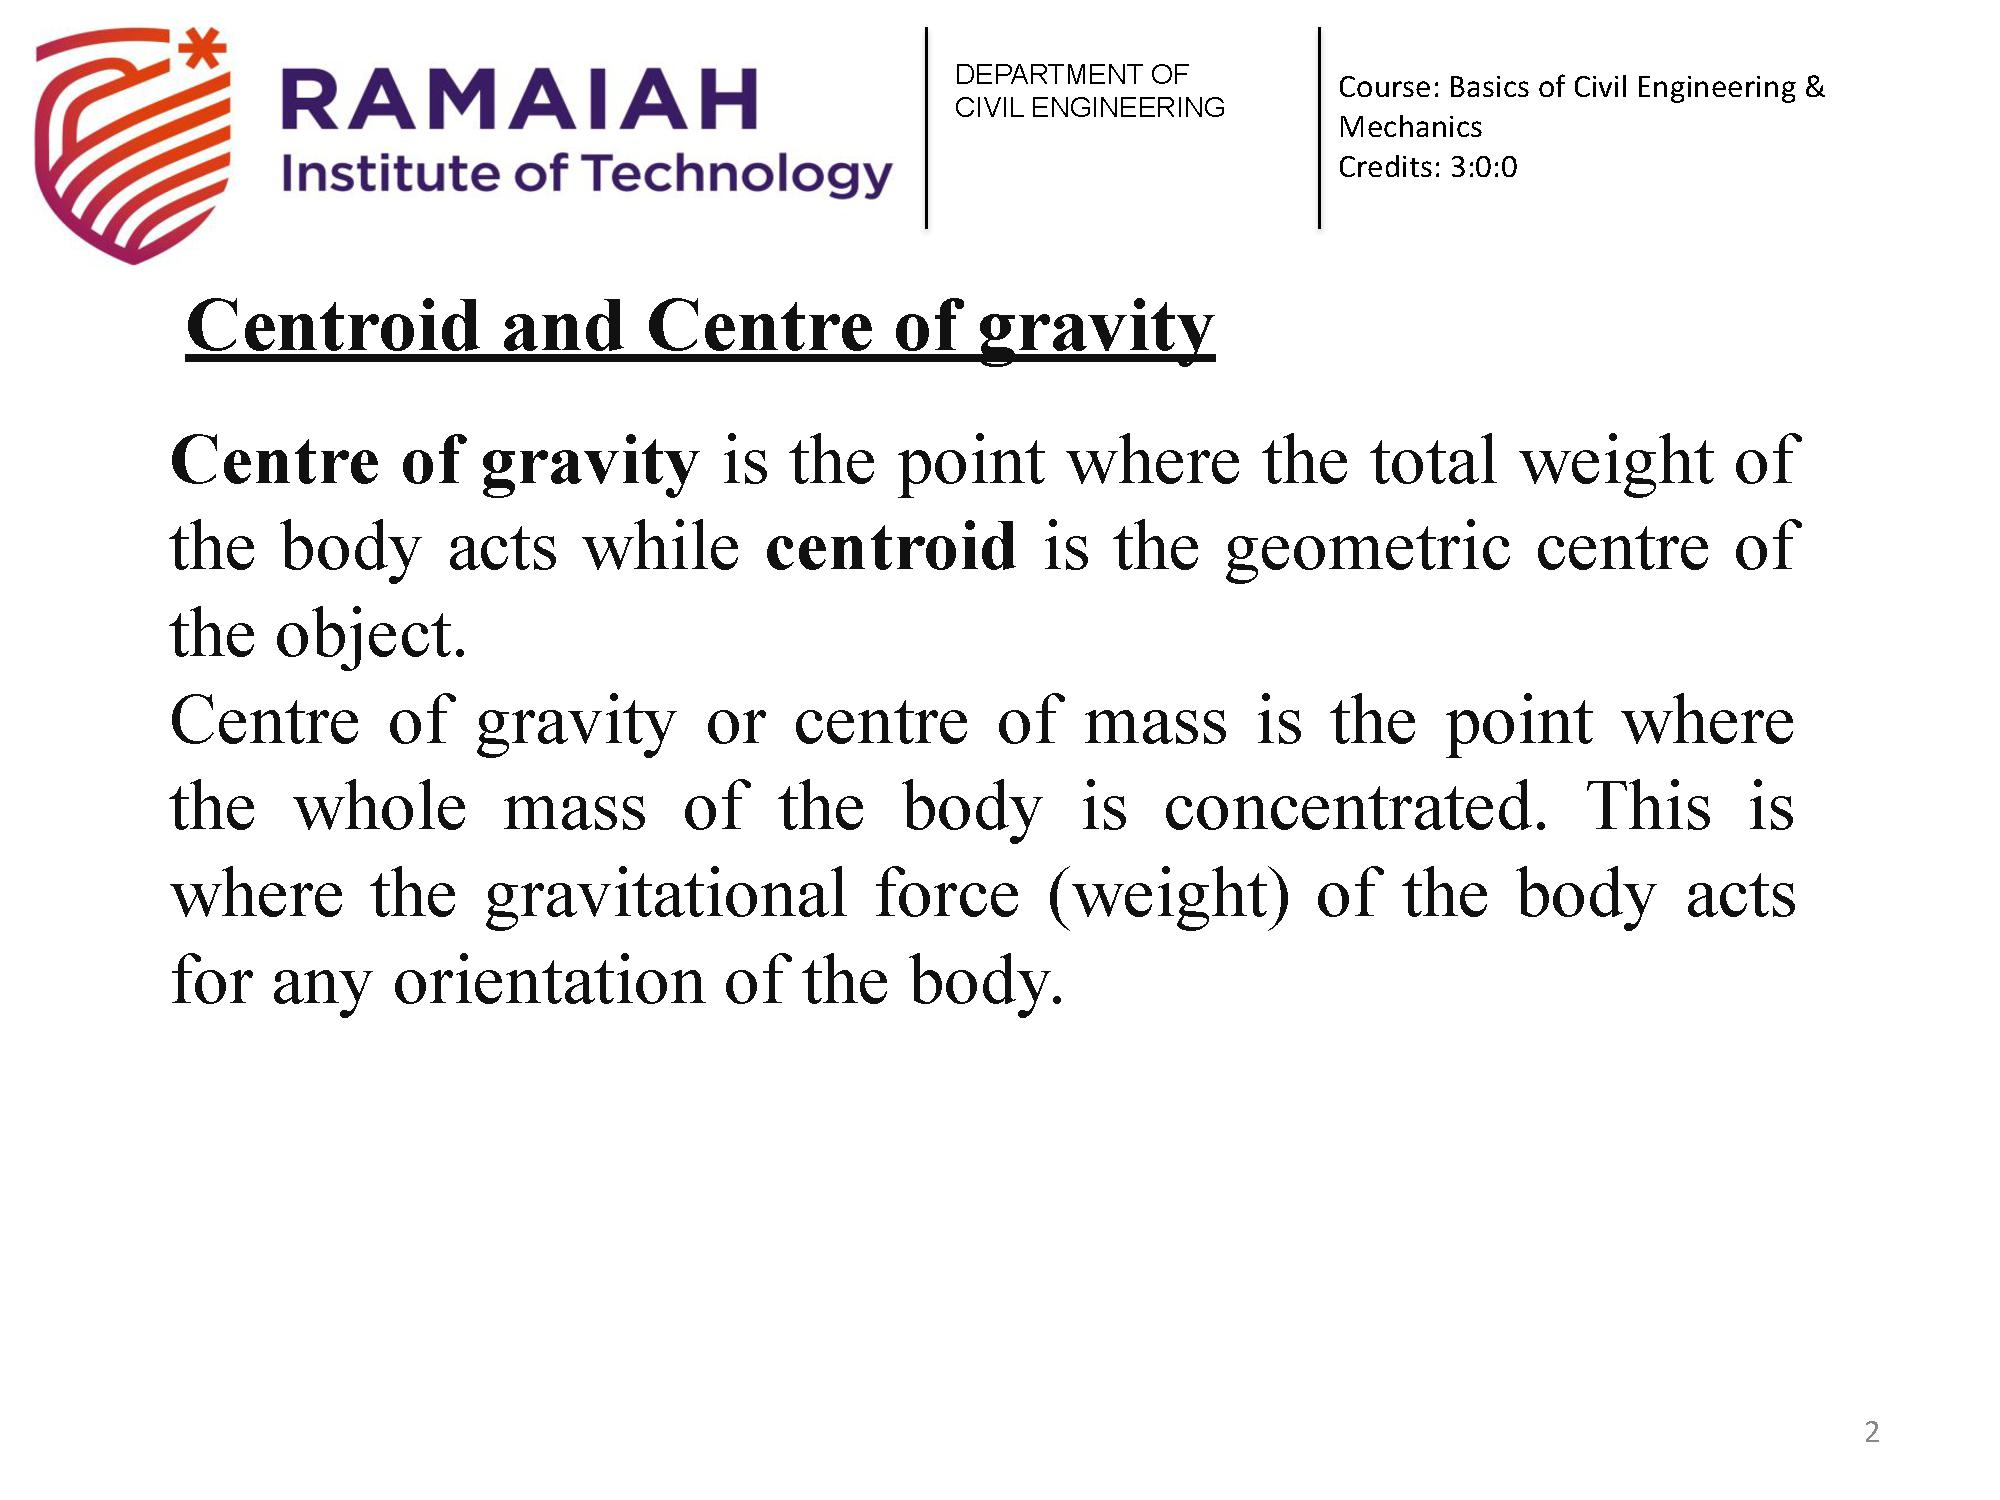 RAMAIAH
Institute of Technology
DEPARTMENT OF
CIVIL ENGINEERING
Course: Basics of Civil Engineering &
Mechanics
Credits: 3:0:0
Centroid and Centre of gravity
Centre of gravity is the point where the total weight of
the body acts while centroid is the geometric centre of
the object.
Centre of gravity or centre of mass is the point where
the whole mass of the body is concentrated. This is
where the gravitational force (weight) of the body acts
for any orientation of the body.
2